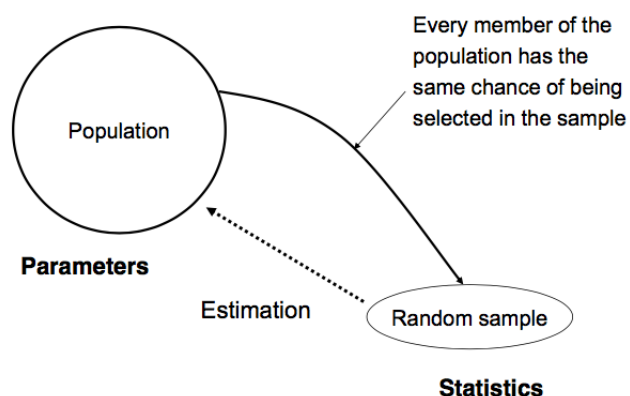 Every member of the
population has the
same chance of being
selected in the sample
Population
Parameters
Estimation
Random sample
Statistics